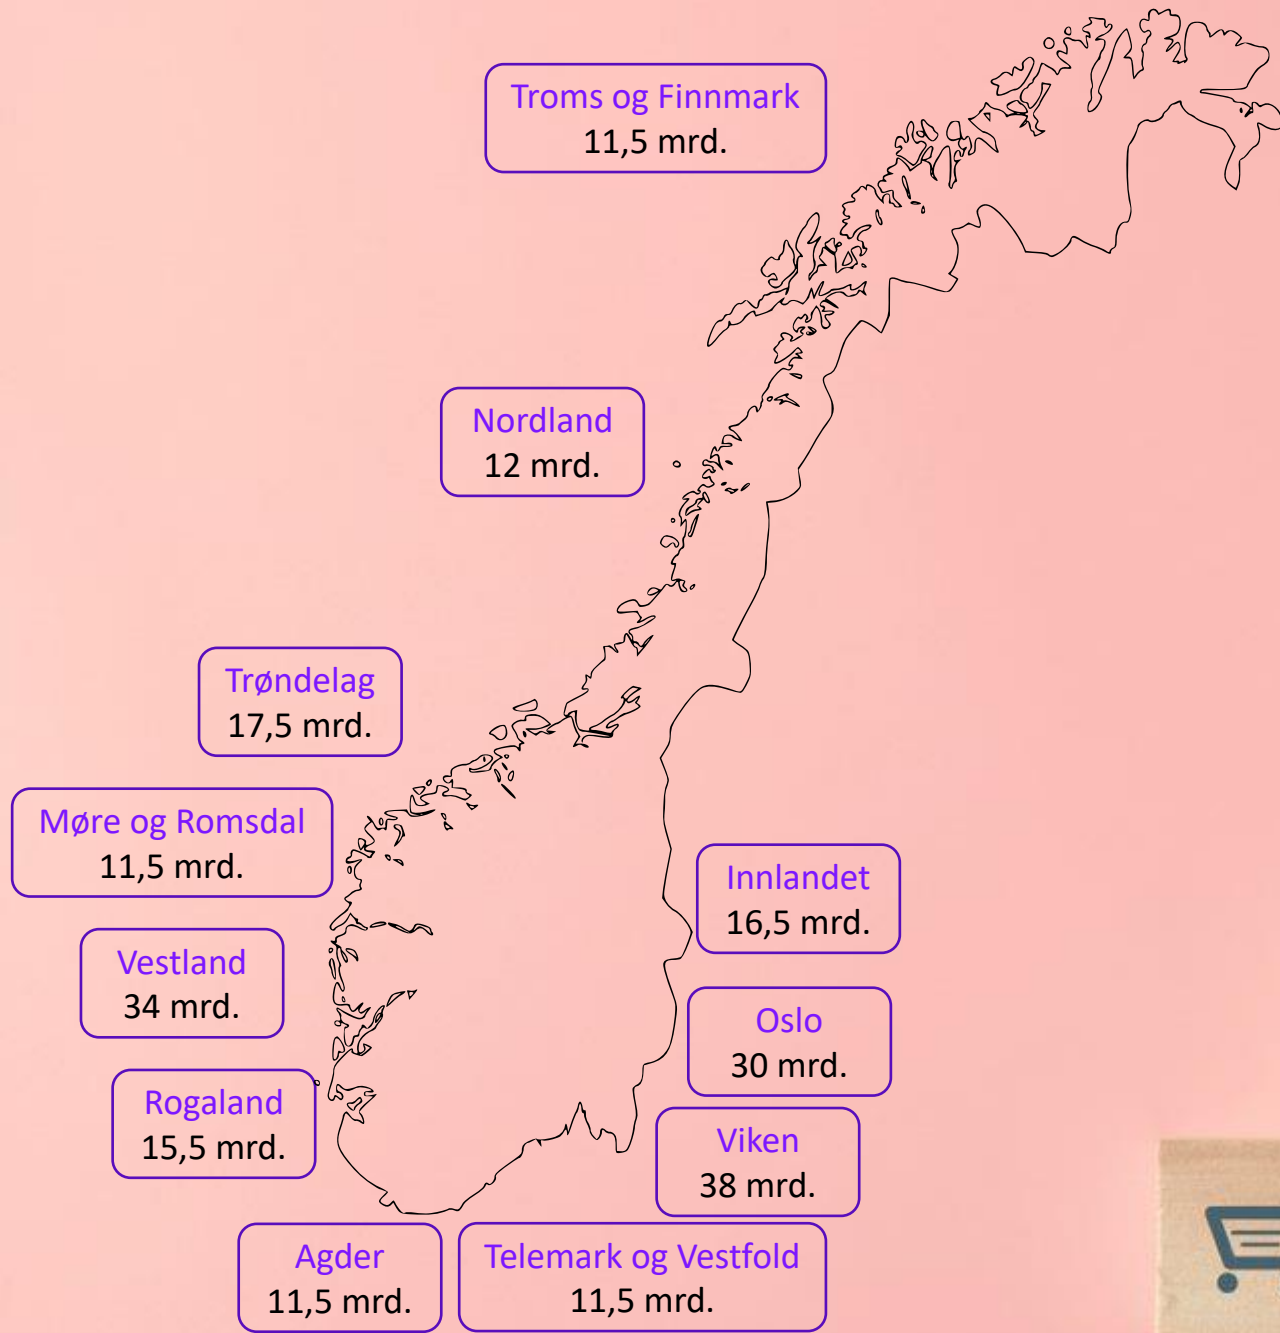 Troms og Finnmark
11,5 mrd.
Nordland
12 mrd.
Trøndelag
17,5 mrd.
Møre og Romsdal
11,5 mrd.
Innlandet
16,5 mrd.
Vestland
34 mrd.
Oslo
30 mrd.
Rogaland
15,5 mrd.
Viken
38 mrd.
Agder
11,5 mrd.
Telemark og Vestfold
11,5 mrd.